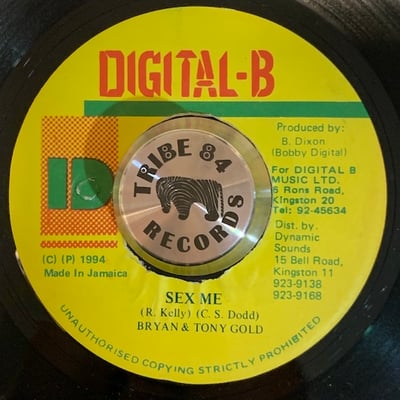 DIGITAL-B
Produced by:
B. Dixon
(Bobby Digital)
For DIGITAL B
MUSIC LTD.
6 Rons Road,
Kingston 20
Tel: 92-45634
Dist. by:
Dynamic
Sounds
15 Bell Road,
Kingston 11
923-9138
923-9168
TRIBE 84
RECORDS
(C) (P) 1994
Made In Jamaica
SEX ME
(R. Kelly) (C. S. Dodd)
BRYAN & TONY GOLD
UNAUTHORISED COPYING STRICTLY PROHIBITED